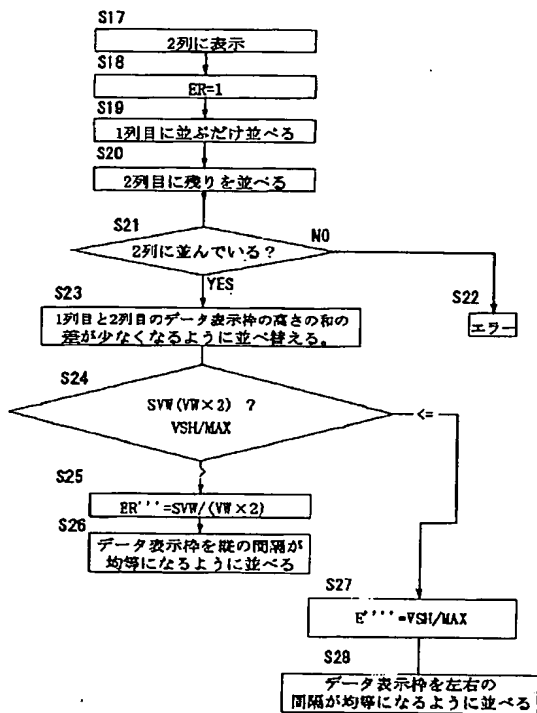 S17
2列に表示
S18
ER=1
S19
1列目に並ぶだけ並べる
S20
2列目に残りを並べる
S21
2列に並んでいる？
NO
YES
S22
エラー
S23
1列目と2列目のデータ表示枠の高さの和の
差が少なくなるように並べ替える。
S24
SVW(VW×2) ?
VSH/MAX
<=
>
S25
ER'''=SVW/(VW×2)
S26
データ表示枠を縦の間隔が
均等になるように並べる
S27
E''''=VSH/MAX
S28
データ表示枠を左右の
間隔が均等になるように並べる